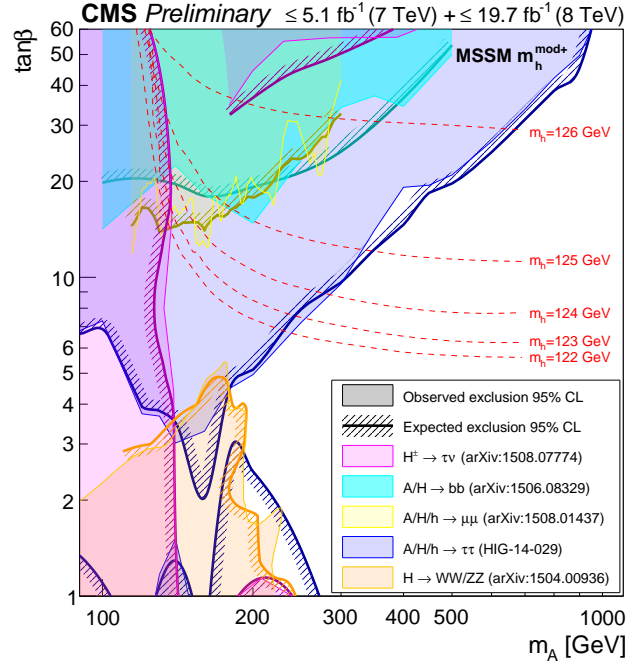 CMS Preliminary ≤ 5.1 fb⁻¹ (7 TeV) + ≤ 19.7 fb⁻¹ (8 TeV)
tanβ
60
50
40
30
20
10
6
5
4
3
2
1
MSSM m_h^mod+
m_h=126 GeV
m_h=125 GeV
m_h=124 GeV
m_h=123 GeV
m_h=122 GeV
Observed exclusion 95% CL
Expected exclusion 95% CL
H± → τν (arXiv:1508.07774)
A/H → bb (arXiv:1506.08329)
A/H/h → μμ (arXiv:1508.01437)
A/H/h → ττ (HIG-14-029)
H → WW/ZZ (arXiv:1504.00936)
100 200 300 400 500 1000
m_A [GeV]